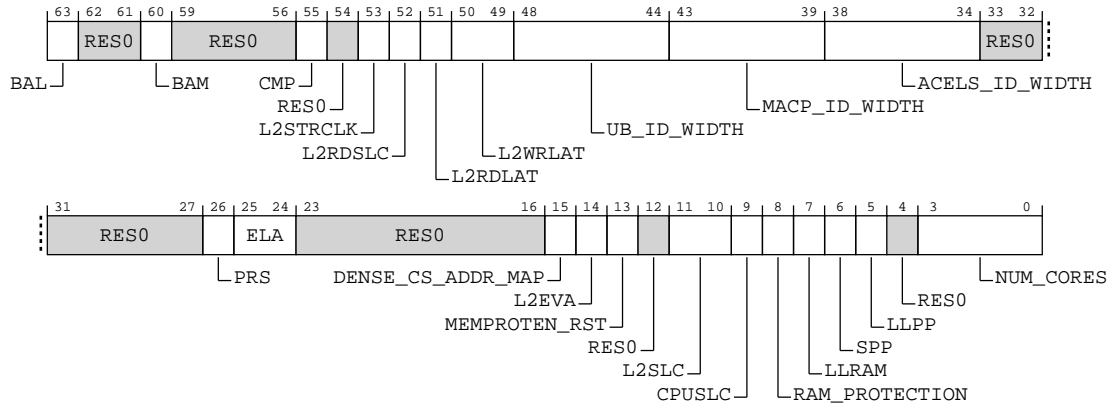 63 62 61 60 59 56 55 54 53 52 51 50 49 48 44 43 39 38 34 33 32
RES0 RES0 RES0
BAL BAM CMP ACELS_ID_WIDTH
RES0 MACP_ID_WIDTH
L2STRCLK UB_ID_WIDTH
L2RDSLC L2WRLAT
L2RDLAT
31 27 26 25 24 23 16 15 14 13 12 11 10 9 8 7 6 5 4 3 0
RES0 ELA RES0
PRS DENSE_CS_ADDR_MAP NUM_CORES
L2EVA RES0
MEMPROTEN_RST LLPP
RES0 SPP
L2SLC LLRAM
CPUSLC RAM_PROTECTION